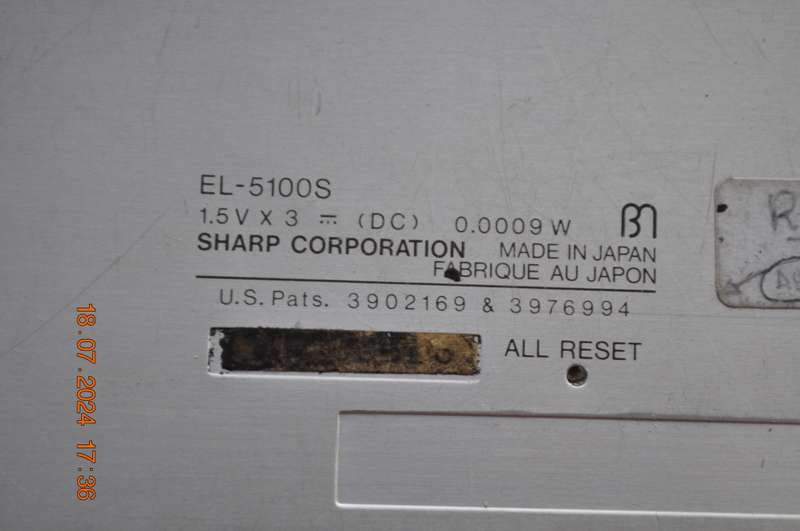 EL-5100S
1.5V X 3 ⎓ (DC) 0.0009W
SHARP CORPORATION MADE IN JAPAN
FABRIQUE AU JAPON
U.S. Pats. 3902169 & 3976994
ALL RESET
18.07.2024 17:36